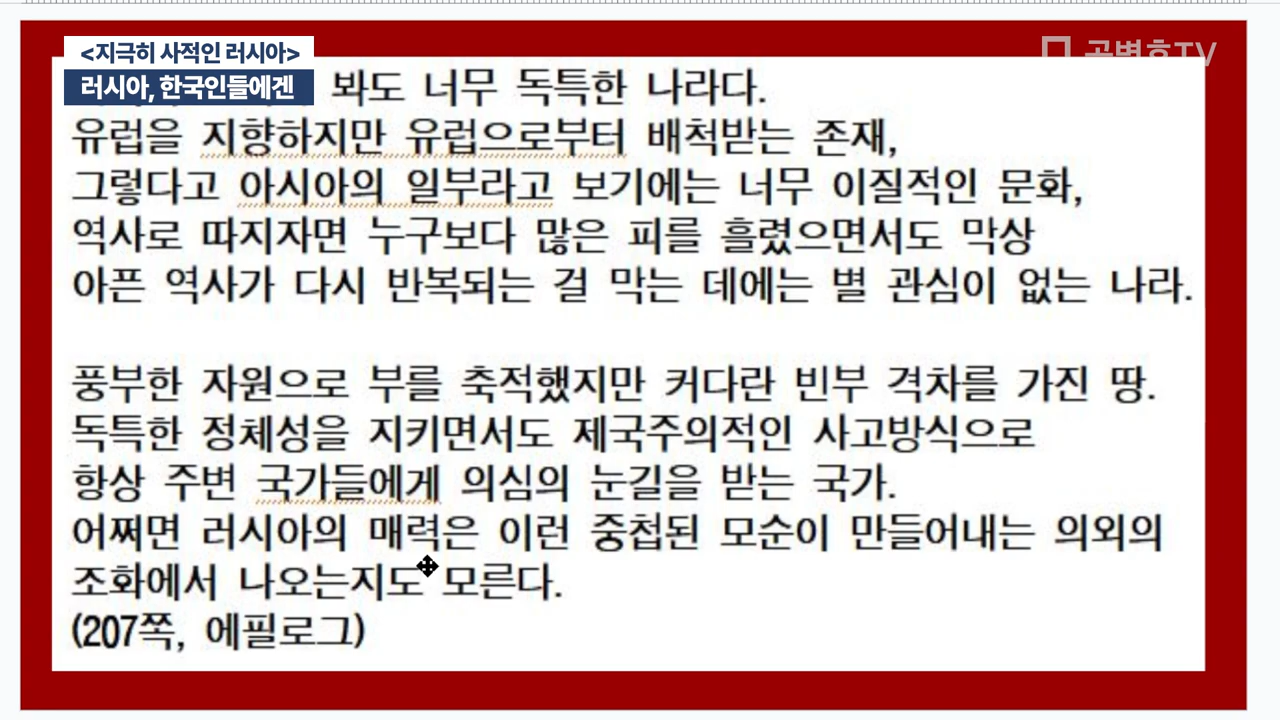 <지극히 사적인 러시아>
러시아, 한국인들에겐
공병호TV
봐도 너무 독특한 나라다.
유럽을 지향하지만 유럽으로부터 배척받는 존재,
그렇다고 아시아의 일부라고 보기에는 너무 이질적인 문화,
역사로 따지자면 누구보다 많은 피를 흘렸으면서도 막상
아픈 역사가 다시 반복되는 걸 막는 데에는 별 관심이 없는 나라.
풍부한 자원으로 부를 축적했지만 커다란 빈부 격차를 가진 땅.
독특한 정체성을 지키면서도 제국주의적인 사고방식으로
항상 주변 국가들에게 의심의 눈길을 받는 국가.
어쩌면 러시아의 매력은 이런 중첩된 모순이 만들어내는 의외의
조화에서 나오는지도 모른다.
(207쪽, 에필로그)